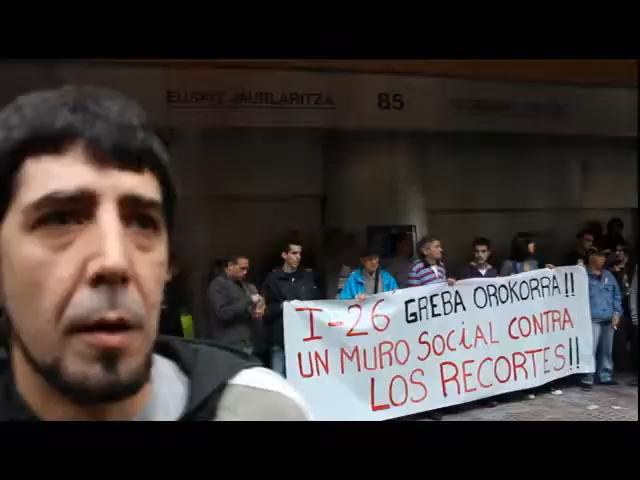 EUSKO JAURLARITZA 85
I-26 GREBA OROKORRA!!
UN MURO SOCIAL CONTRA
LOS RECORTES!!